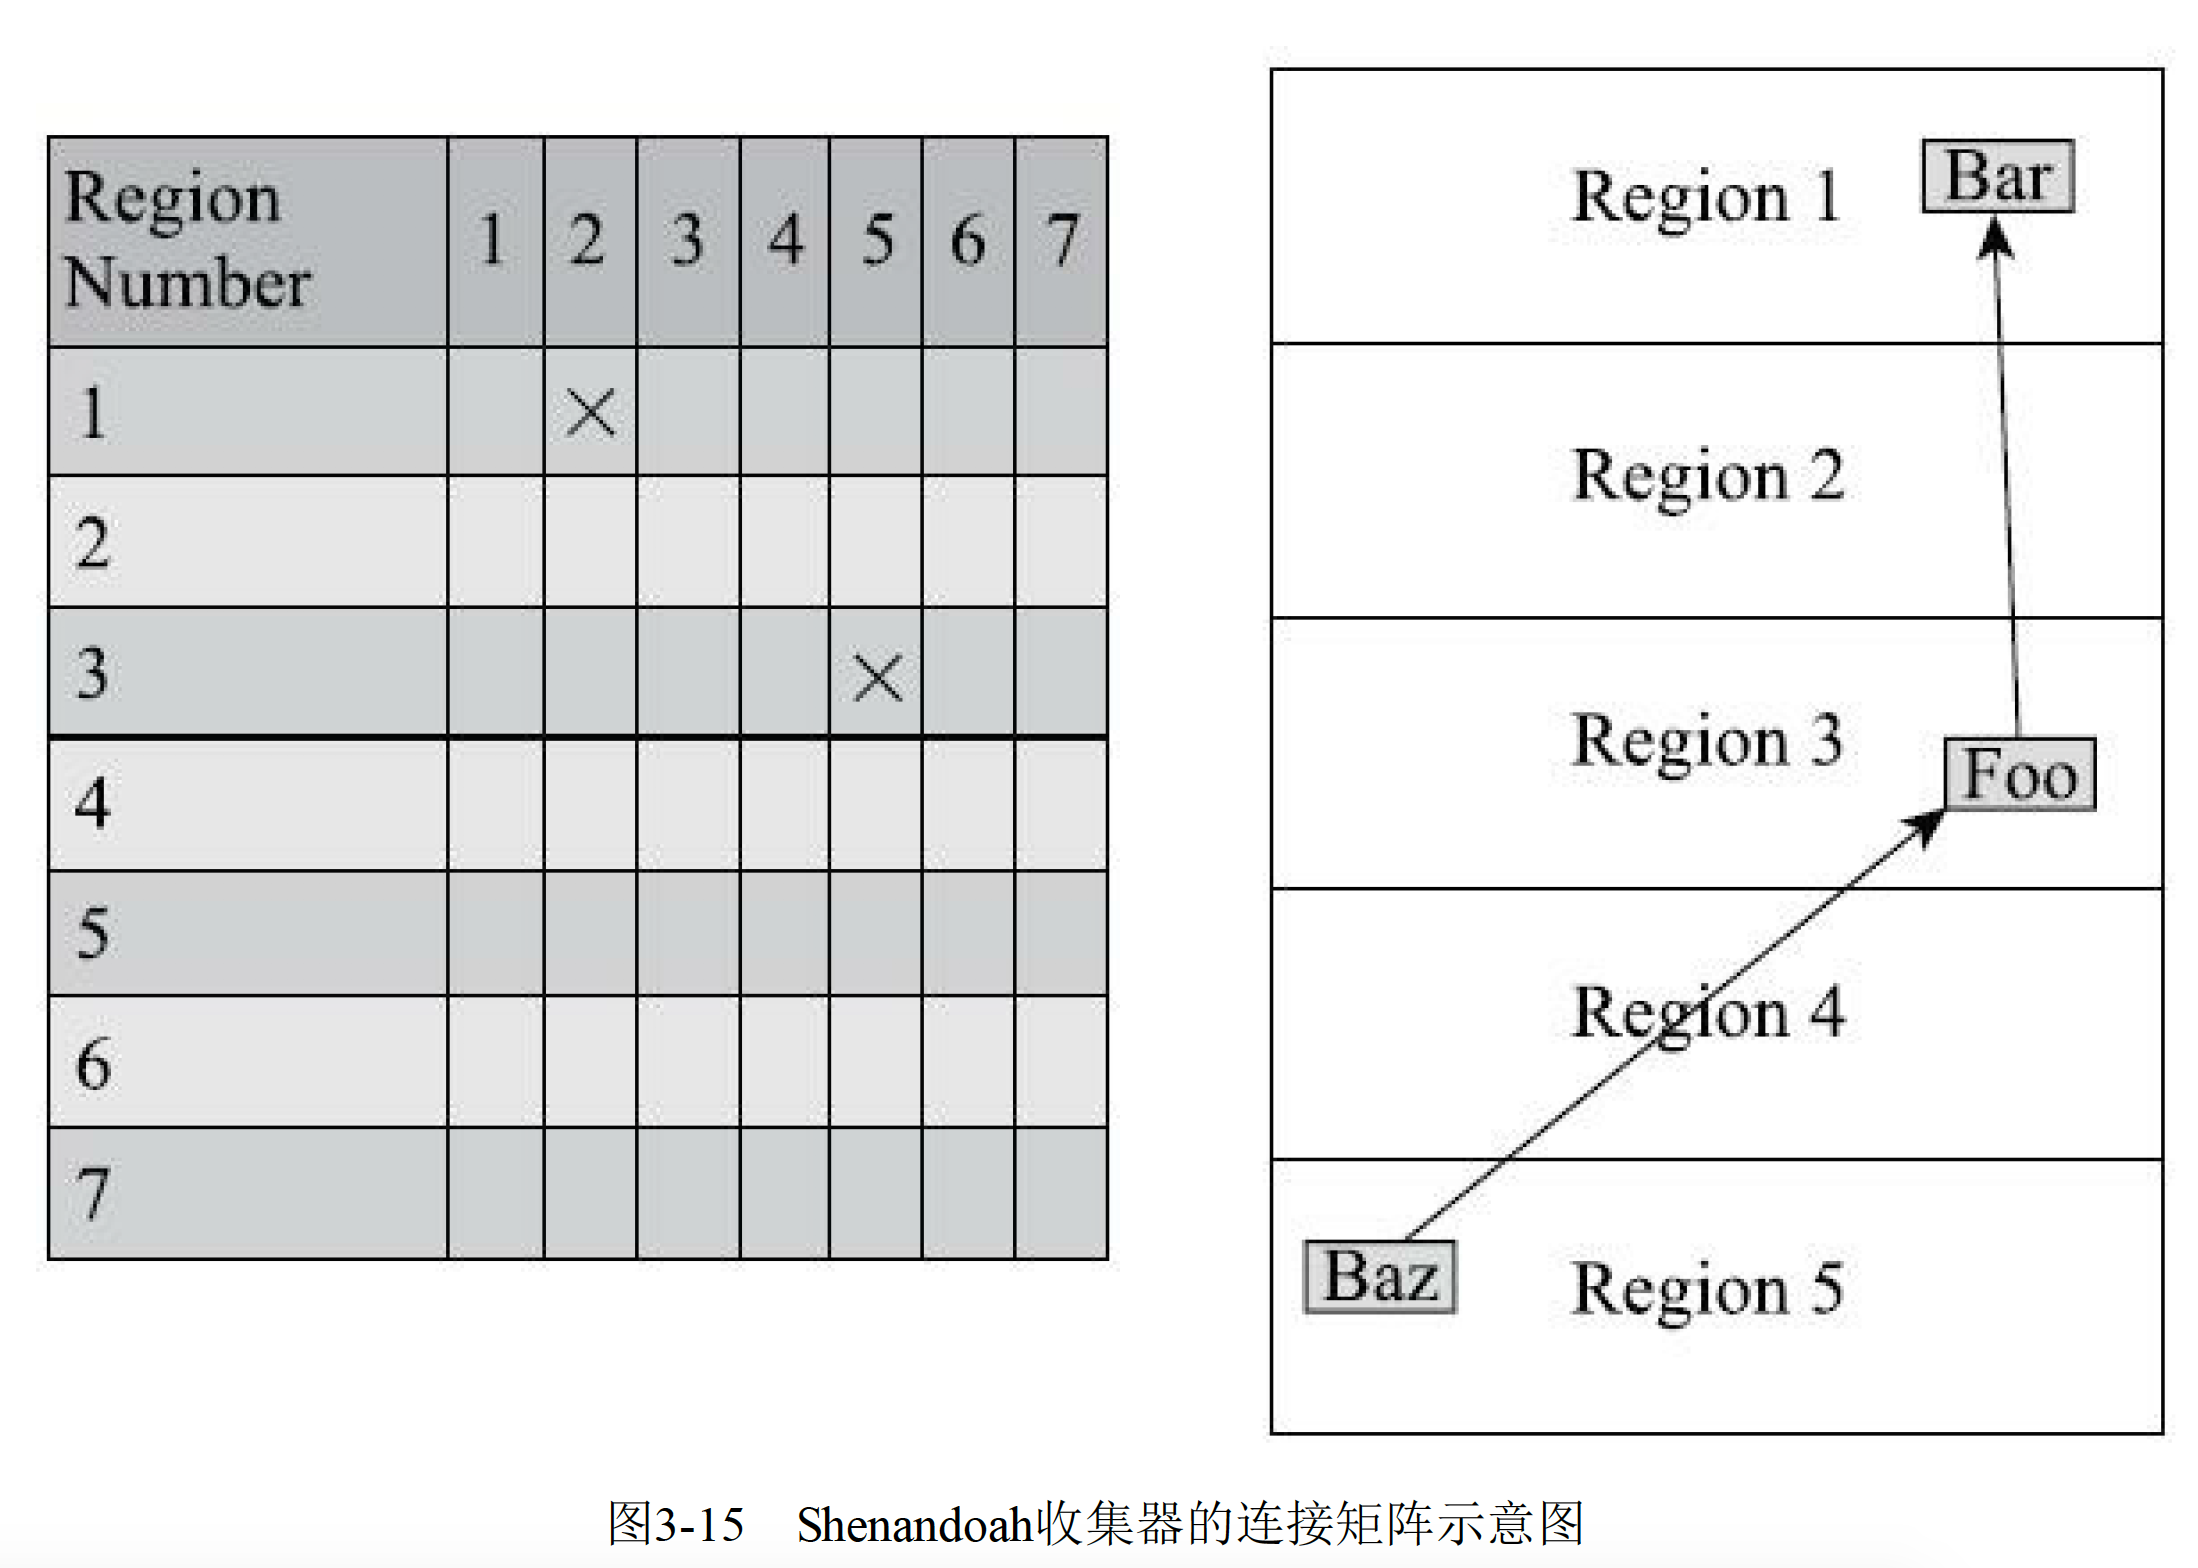 Region
Number
1 2 3 4 5 6 7
1 ×
2
3 ×
4
5
6
7
Region 1
Bar
Region 2
Region 3
Foo
Region 4
Baz
Region 5
图3-15 Shenandoah收集器的连接矩阵示意图